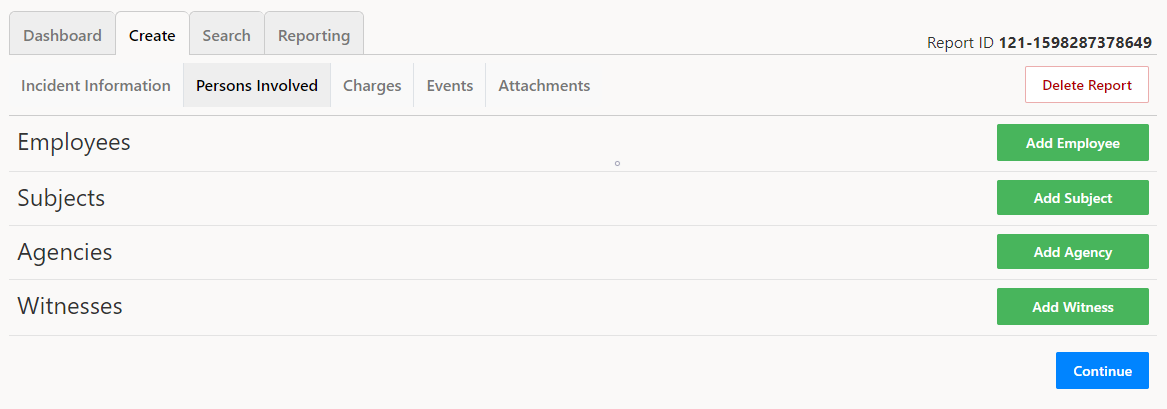 Dashboard Create Search Reporting
Report ID 121-1598287378649
Incident Information Persons Involved Charges Events Attachments Delete Report
Employees Add Employee
Subjects Add Subject
Agencies Add Agency
Witnesses Add Witness
Continue